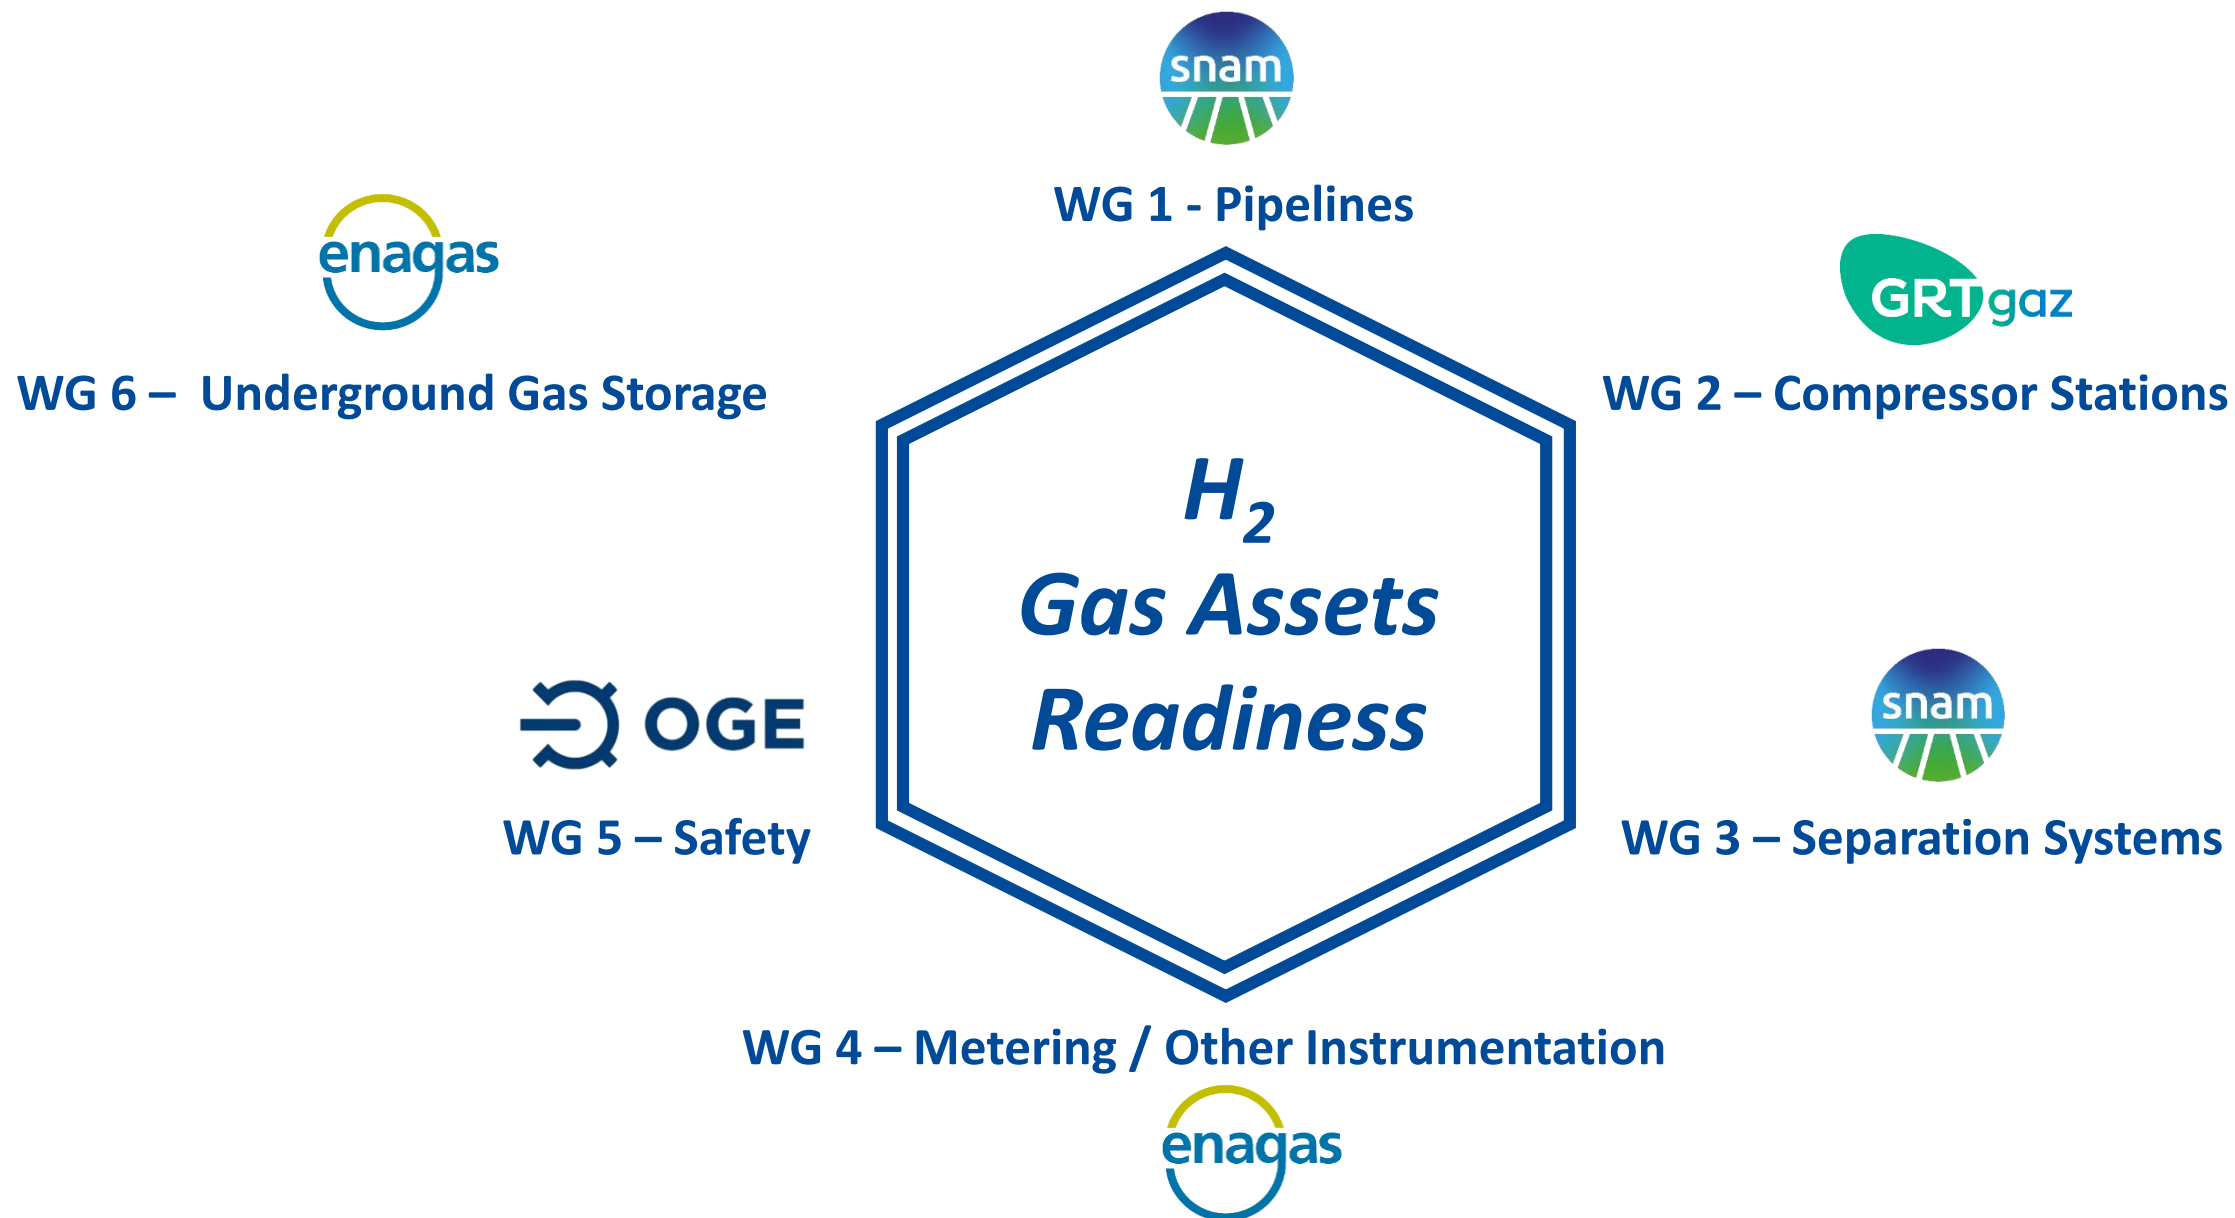 snam
WG 1 - Pipelines
enagas
WG 6 – Underground Gas Storage
GRTgaz
WG 2 – Compressor Stations
H2
Gas Assets
Readiness
OGE
WG 5 – Safety
snam
WG 3 – Separation Systems
WG 4 – Metering / Other Instrumentation
enagas